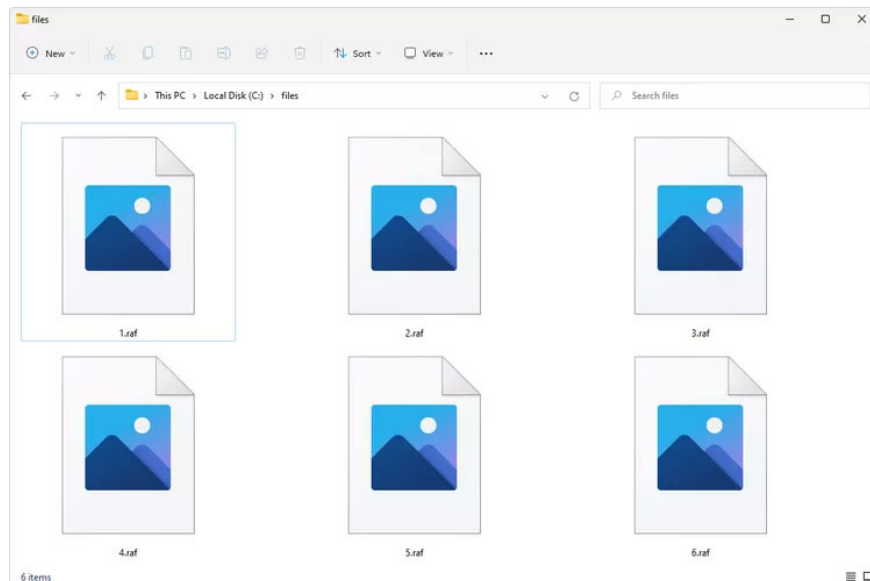 files
New Sort View ...
This PC > Local Disk (C:) > files Search files
1.raf 2.raf 3.raf
4.raf 5.raf 6.raf
6 items